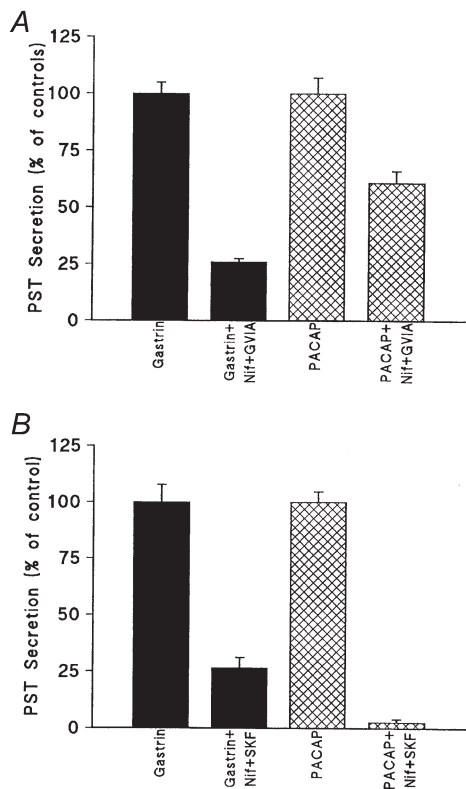 A
PST Secretion (% of controls)
125
100
75
50
25
0
Gastrin
Gastrin+
Nif+GVIA
PACAP
PACAP+
Nif+GVIA
B
PST Secretion (% of control)
125
100
75
50
25
0
Gastrin
Gastrin+
Nif+SKF
PACAP
PACAP+
Nif+SKF